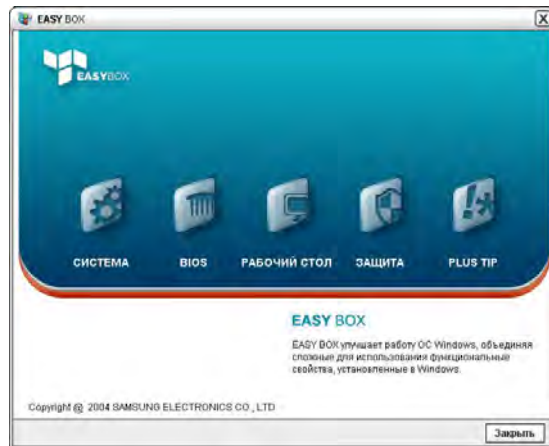 EASY BOX
EASYBOX
СИСТЕМА BIOS РАБОЧИЙ СТОЛ ЗАЩИТА PLUS TIP
EASY BOX
EASY BOX улучшает работу ОС Windows, объединяя
сложные для использования функциональные
свойства, установленные в Windows.
Copyright @ 2004 SAMSUNG ELECTRONICS CO., LTD
Закрыть